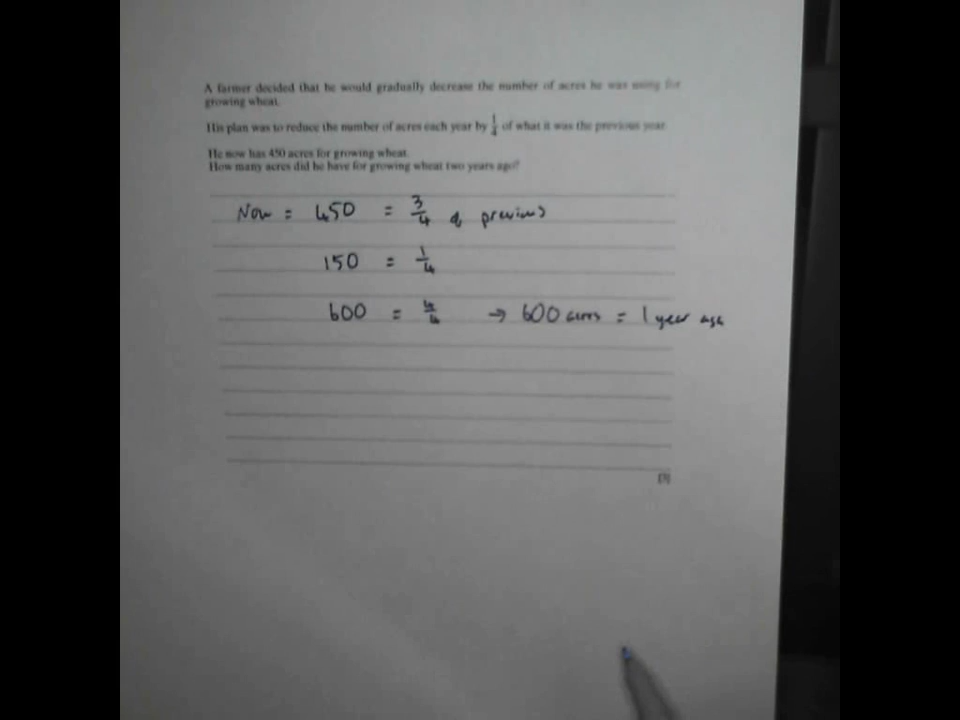 A farmer decided that he would gradually decrease the number of acres he was using for
growing wheat.
His plan was to reduce the number of acres each year by 1/4 of what it was the previous year.
He now has 450 acres for growing wheat.
How many acres did he have for growing wheat two years ago?
Now = 450 = 3/4 of previous
150 = 1/4
600 = 4/4 → 600 acres = 1 year ago
[3]